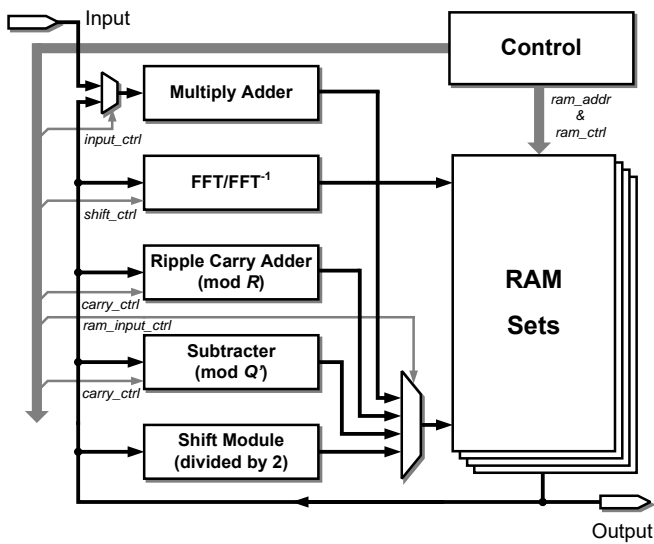 Input
Control
Multiply Adder
ram_addr
&
ram_ctrl
input_ctrl
FFT/FFT-1
shift_ctrl
Ripple Carry Adder
(mod R)
RAM
Sets
carry_ctrl
ram_input_ctrl
Subtracter
(mod Q')
carry_ctrl
Shift Module
(divided by 2)
Output